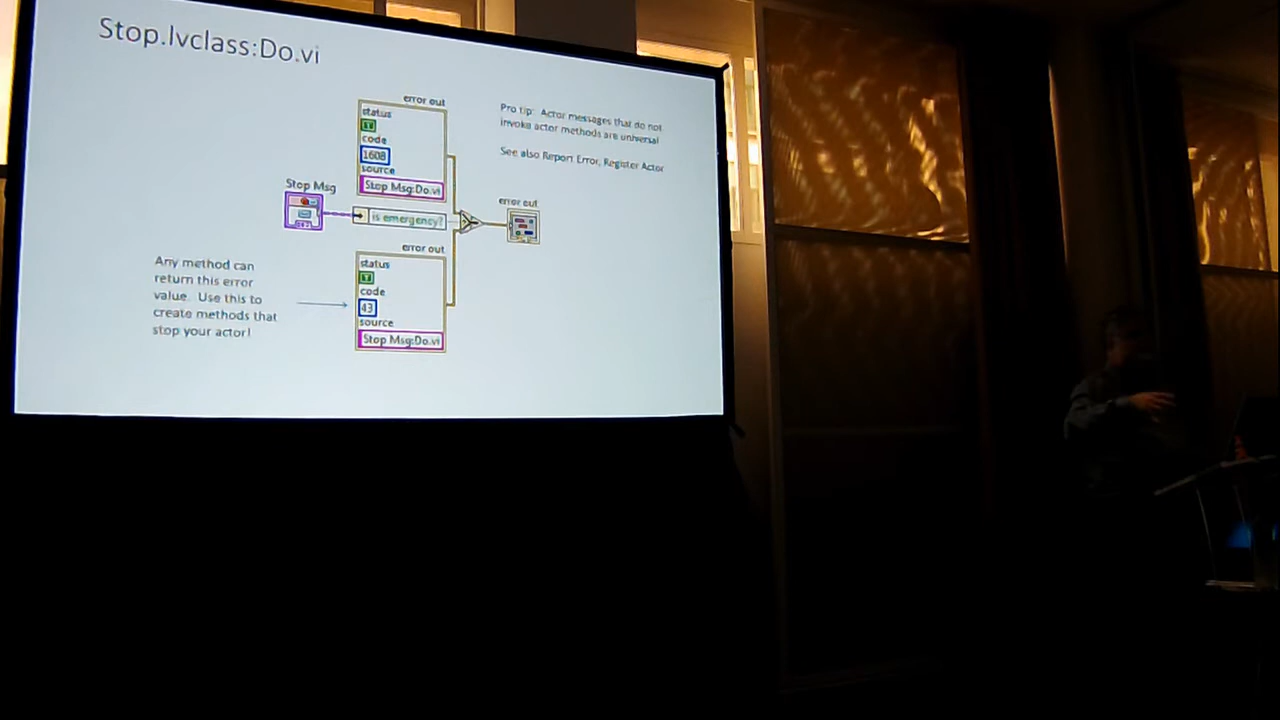 Stop.lvclass:Do.vi
error out
status
T
code
1608
source
Stop Msg:Do.vi
Pro tip: Actor messages that do not
invoke actor methods are universal
See also Report Error, Register Actor
Stop Msg
is emergency?
error out
error out
status
T
code
43
source
Stop Msg:Do.vi
Any method can
return this error
value. Use this to
create methods that
stop your actor!